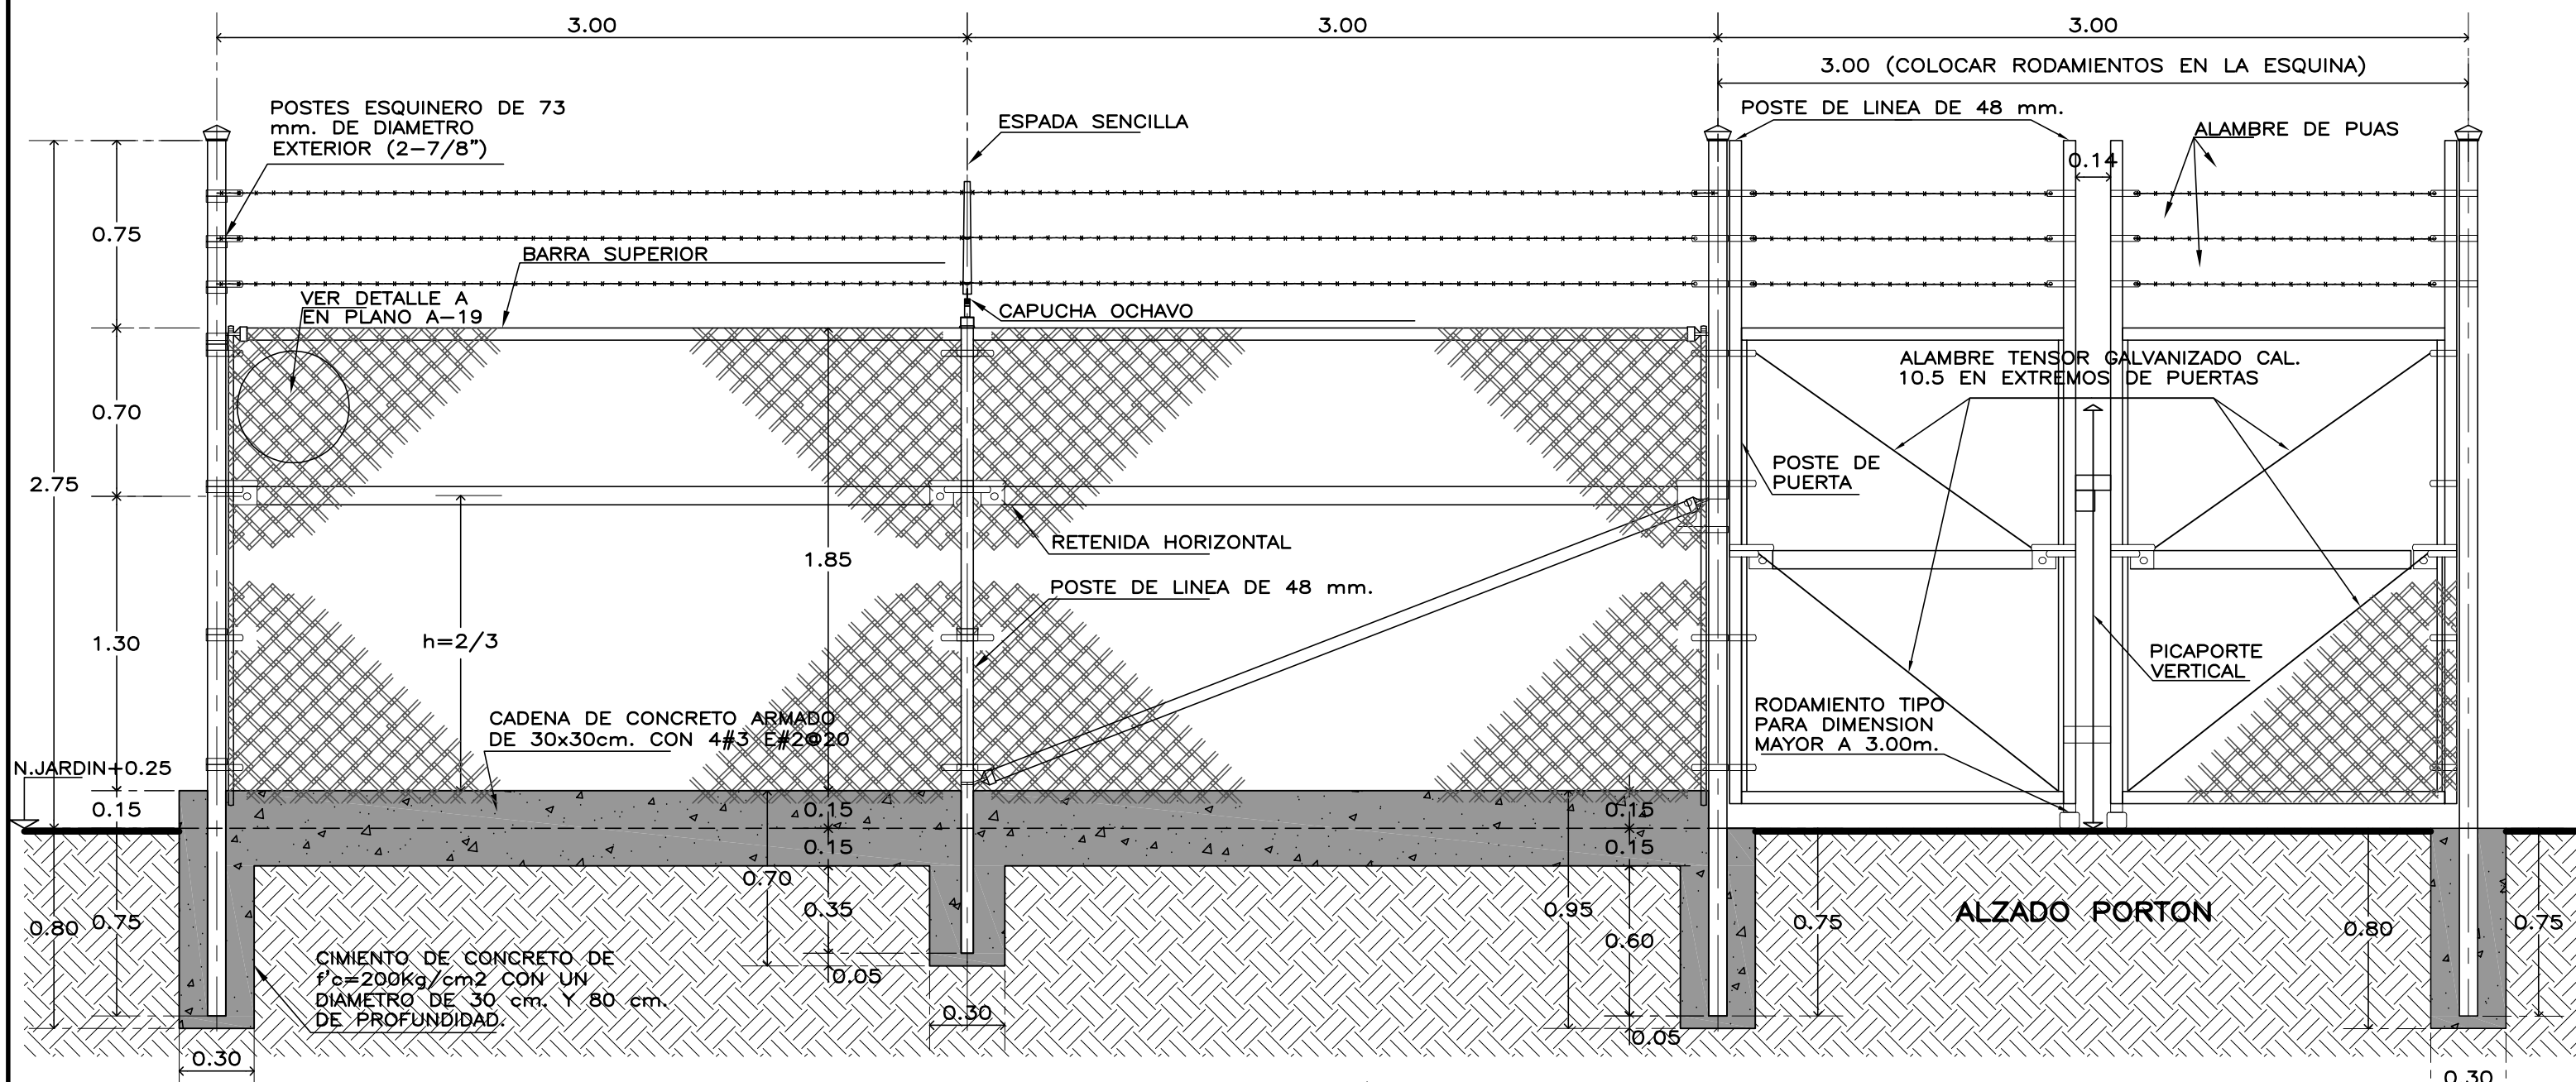 3.00
3.00
3.00
3.00 (COLOCAR RODAMIENTOS EN LA ESQUINA)
POSTES ESQUINERO DE 73
mm. DE DIAMETRO
EXTERIOR (2-7/8")
ESPADA SENCILLA
POSTE DE LINEA DE 48 mm.
ALAMBRE DE PUAS
0.14
0.75
BARRA SUPERIOR
VER DETALLE A
EN PLANO A-19
CAPUCHA OCHAVO
ALAMBRE TENSOR GALVANIZADO CAL.
10.5 EN EXTREMOS DE PUERTAS
0.70
2.75
POSTE DE
PUERTA
RETENIDA HORIZONTAL
1.85
POSTE DE LINEA DE 48 mm.
1.30
h=2/3
PICAPORTE
VERTICAL
RODAMIENTO TIPO
PARA DIMENSION
MAYOR A 3.00m.
CADENA DE CONCRETO ARMADO
DE 30x30cm. CON 4#3 E#2@20
N.JARDIN+0.25
0.15
0.15
0.15
0.15
0.15
0.70
0.35
0.95
0.80
0.75
0.60
0.75
ALZADO PORTON
0.80
0.75
CIMIENTO DE CONCRETO DE
f'c=200Kg/cm2 CON UN
DIAMETRO DE 30 cm. Y 80 cm.
DE PROFUNDIDAD.
0.05
0.30
0.05
0.30
0.30